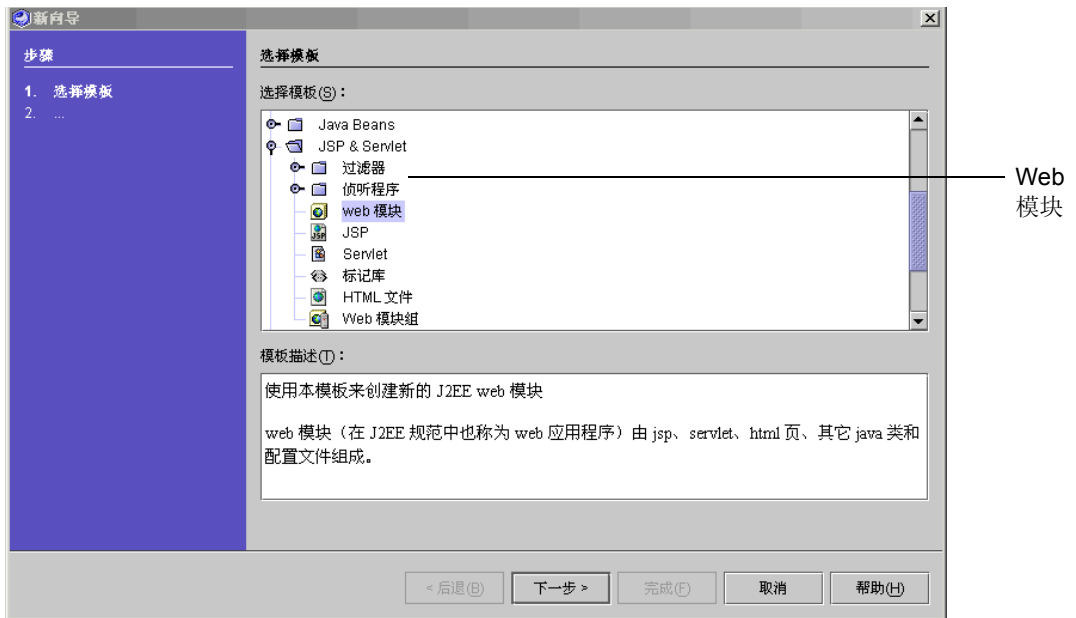 新向导
步骤
1. 选择模板
2. ...
选择模板
选择模板(S)：
Java Beans
JSP & Servlet
过滤器
侦听程序
web 模块
JSP
Servlet
标记库
HTML 文件
Web 模块组
模板描述(T)：
使用本模板来创建新的 J2EE web 模块
web 模块（在 J2EE 规范中也称为 web 应用程序）由 jsp、servlet、html 页、其它 java 类和
配置文件组成。
< 后退(B)
下一步 >
完成(F)
取消
帮助(H)
Web
模块